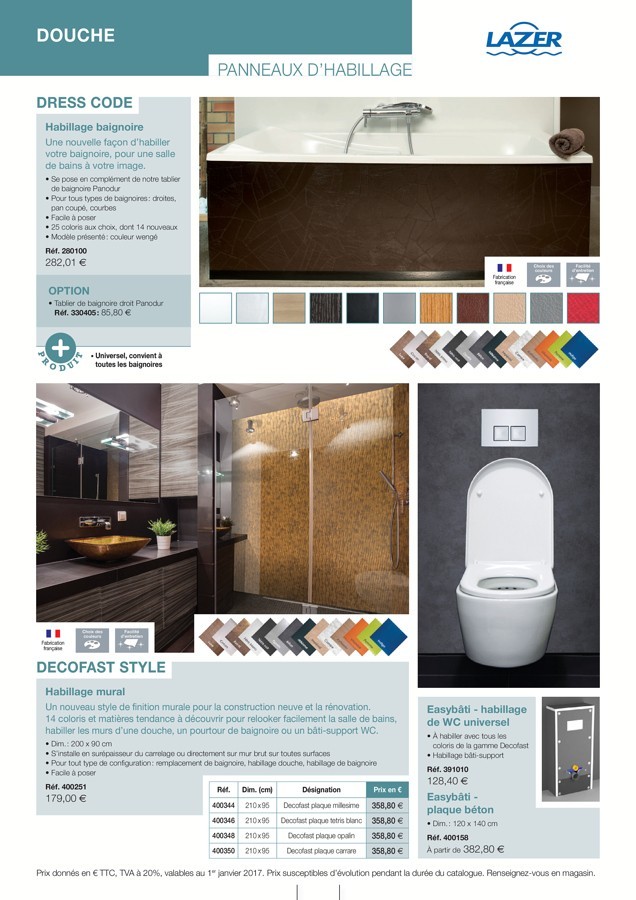 DOUCHE
LAZER
PANNEAUX D'HABILLAGE
DRESS CODE
Habillage baignoire
Une nouvelle façon d'habiller
votre baignoire, pour une salle
de bains à votre image.
• Se pose en complément de notre tablier
de baignoire Panodur
• Pour tous types de baignoires : droites,
pan coupé, courbes
• Facile à poser
• 25 coloris aux choix, dont 14 nouveaux
• Modèle présenté : couleur wengé
Réf. 280100
282,01 €
OPTION
• Tablier de baignoire droit Panodur
Réf. 330405 : 85,80 €
+
PRODUIT
• Universel, convient à
toutes les baignoires
Fabrication
française
Choix des
couleurs
Facilité
d'entretien
Fabrication
française
Choix des
couleurs
Facilité
d'entretien
DECOFAST STYLE
Habillage mural
Un nouveau style de finition murale pour la construction neuve et la rénovation.
14 coloris et matières tendance à découvrir pour relooker facilement la salle de bains,
habiller les murs d'une douche, un pourtour de baignoire ou un bâti-support WC.
• Dim. : 200 x 90 cm
• S'installe en surépaisseur du carrelage ou directement sur mur brut sur toutes surfaces
• Pour tout type de configuration : remplacement de baignoire, habillage douche, habillage de baignoire
• Facile à poser
Réf. 400251
179,00 €
Réf. Dim. (cm) Désignation Prix en €
400344 210x95 Decofast plaque millesime 358,80 €
400346 210x95 Decofast plaque tetris blanc 358,80 €
400348 210x95 Decofast plaque opalin 358,80 €
400350 210x95 Decofast plaque carrare 358,80 €
Easybâti - habillage
de WC universel
• À habiller avec tous les
coloris de la gamme Decofast
• Habillage bâti-support
Réf. 391010
128,40 €
Easybâti -
plaque béton
• Dim. : 120 x 140 cm
Réf. 400158
À partir de 382,80 €
Prix donnés en € TTC, TVA à 20%, valables au 1er janvier 2017. Prix susceptibles d'évolution pendant la durée du catalogue. Renseignez-vous en magasin.